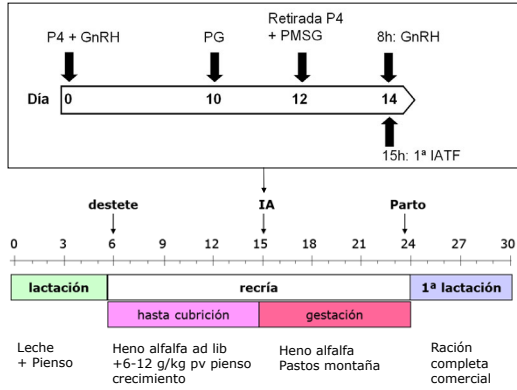 Retirada P4
P4 + GnRH PG + PMSG 8h: GnRH
Día 0 10 12 14
15h: 1ª IATF
destete IA Parto
0 3 6 9 12 15 18 21 24 27 30
lactación recría 1ª lactación
hasta cubrición gestación
Leche
+ Pienso
Heno alfalfa ad lib
+6-12 g/kg pv pienso
crecimiento
Heno alfalfa
Pastos montaña
Ración
completa
comercial